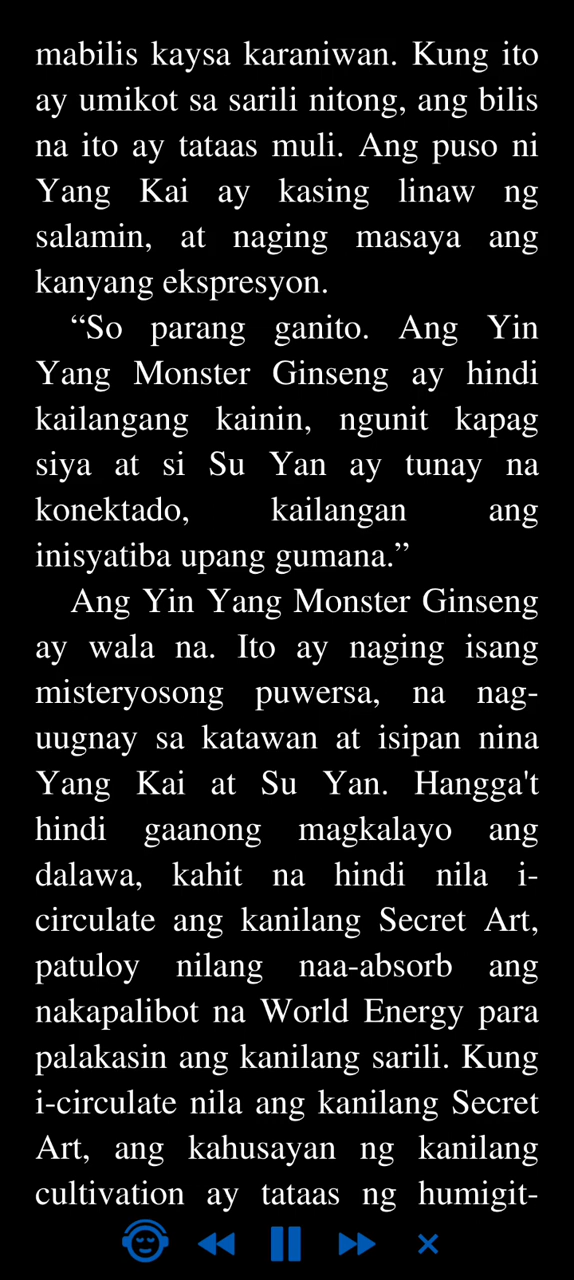 mabilis kaysa karaniwan. Kung ito
ay umikot sa sarili nitong, ang bilis
na ito ay tataas muli. Ang puso ni
Yang Kai ay kasing linaw ng
salamin, at naging masaya ang
kanyang ekspresyon.
“So parang ganito. Ang Yin
Yang Monster Ginseng ay hindi
kailangang kainin, ngunit kapag
siya at si Su Yan ay tunay na
konektado, kailangan ang
inisyatiba upang gumana.”
Ang Yin Yang Monster Ginseng
ay wala na. Ito ay naging isang
misteryosong puwersa, na nag-
uugnay sa katawan at isipan nina
Yang Kai at Su Yan. Hangga't
hindi gaanong magkalayo ang
dalawa, kahit na hindi nila i-
circulate ang kanilang Secret Art,
patuloy nilang naa-absorb ang
nakapalibot na World Energy para
palakasin ang kanilang sarili. Kung
i-circulate nila ang kanilang Secret
Art, ang kahusayan ng kanilang
cultivation ay tataas ng humigit-